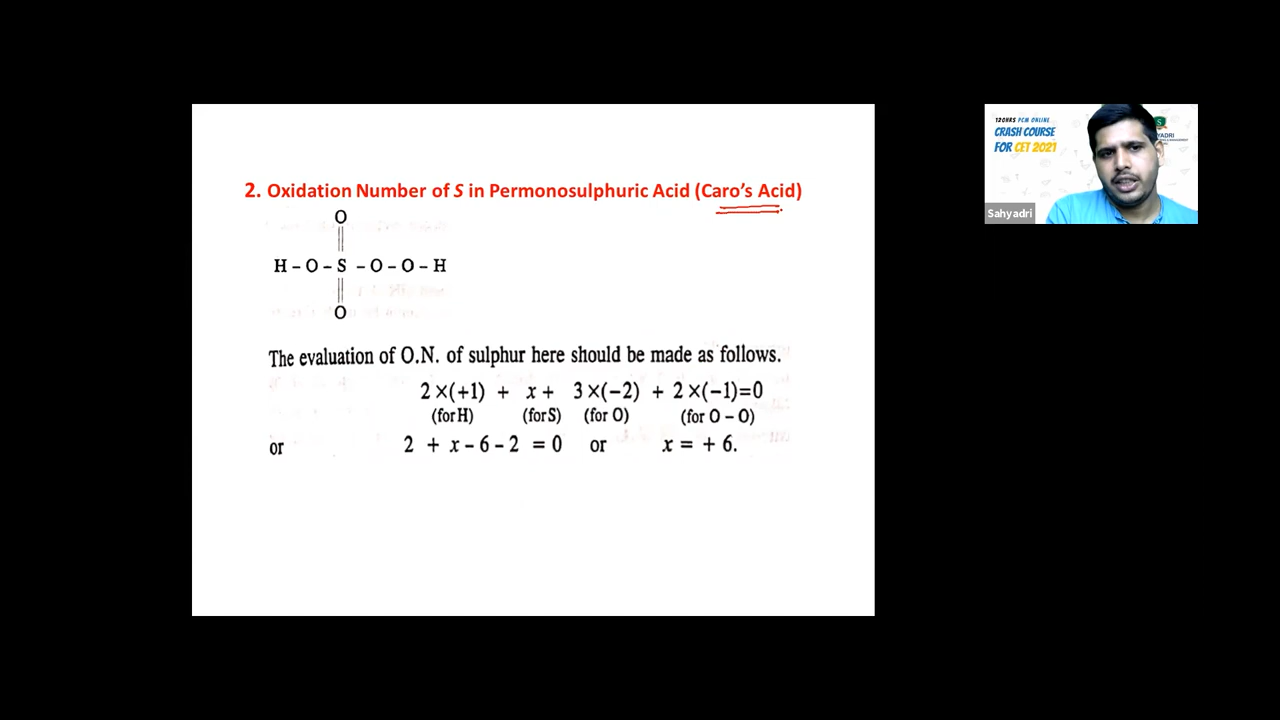 2. Oxidation Number of S in Permonosulphuric Acid (Caro's Acid)
O
H – O – S – O – O – H
O
The evaluation of O.N. of sulphur here should be made as follows.
2 ×(+1) + x + 3 ×(−2) + 2 ×(−1)=0
(for H) (for S) (for O) (for O – O)
or 2 + x – 6 – 2 = 0 or x = + 6.
120HRS PCM ONLINE
CRASH COURSE
FOR CET 2021
Sahyadri